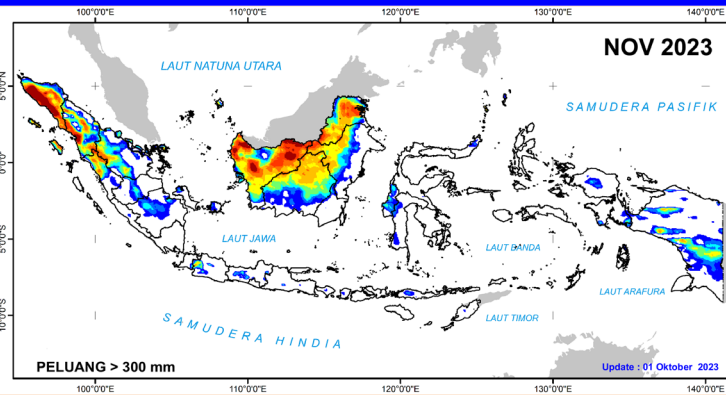 100°0'0"E 110°0'0"E 120°0'0"E 130°0'0"E 140°0'0"E
NOV 2023
LAUT NATUNA UTARA
5°0'0"N
SAMUDERA PASIFIK
0°0'0"
5°0'0"S
LAUT JAWA
LAUT BANDA
LAUT ARAFURA
10°0'0"S
SAMUDERA HINDIA
LAUT TIMOR
PELUANG > 300 mm
Update : 01 Oktober 2023
100°0'0"E 110°0'0"E 120°0'0"E 130°0'0"E 140°0'0"E